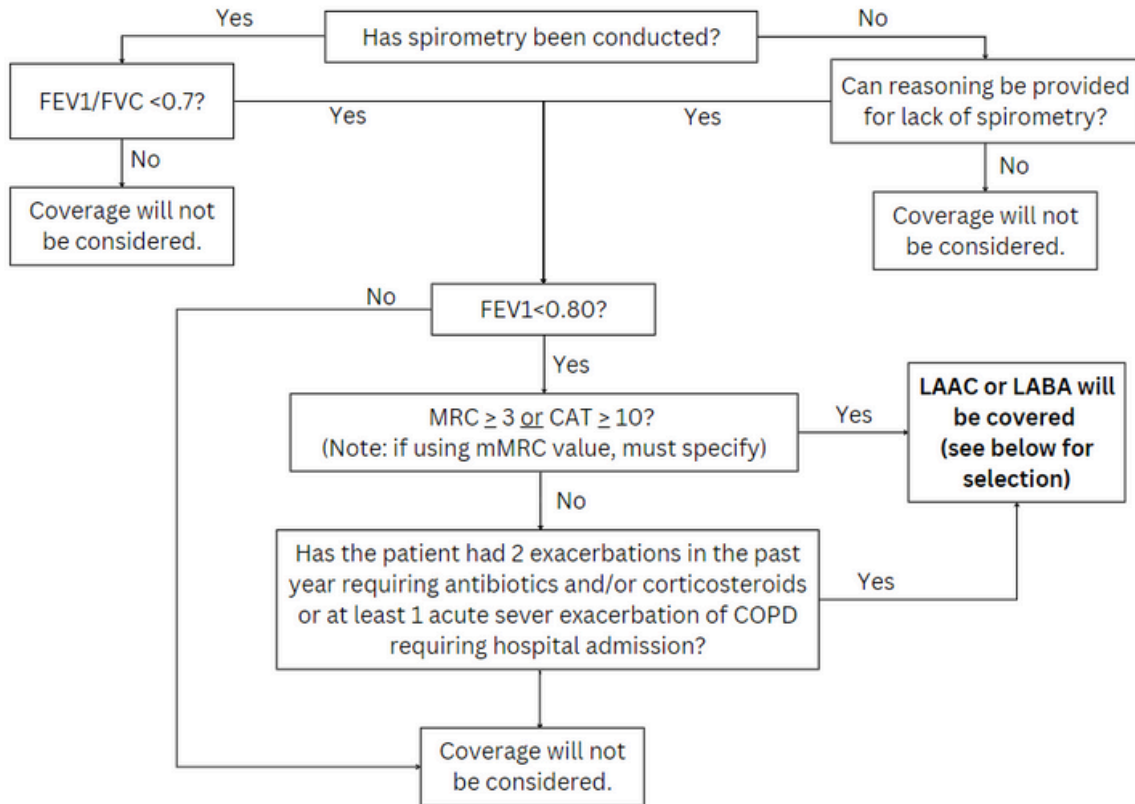 Yes
No
Has spirometry been conducted?
FEV1/FVC <0.7?
Yes
Yes
Can reasoning be provided
for lack of spirometry?
No
No
Coverage will not
be considered.
Coverage will not
be considered.
No
FEV1<0.80?
Yes
MRC ≥ 3 or CAT ≥ 10?
(Note: if using mMRC value, must specify)
Yes
LAAC or LABA will
be covered
(see below for
selection)
No
Has the patient had 2 exacerbations in the past
year requiring antibiotics and/or corticosteroids
or at least 1 acute sever exacerbation of COPD
requiring hospital admission?
Yes
Coverage will not
be considered.